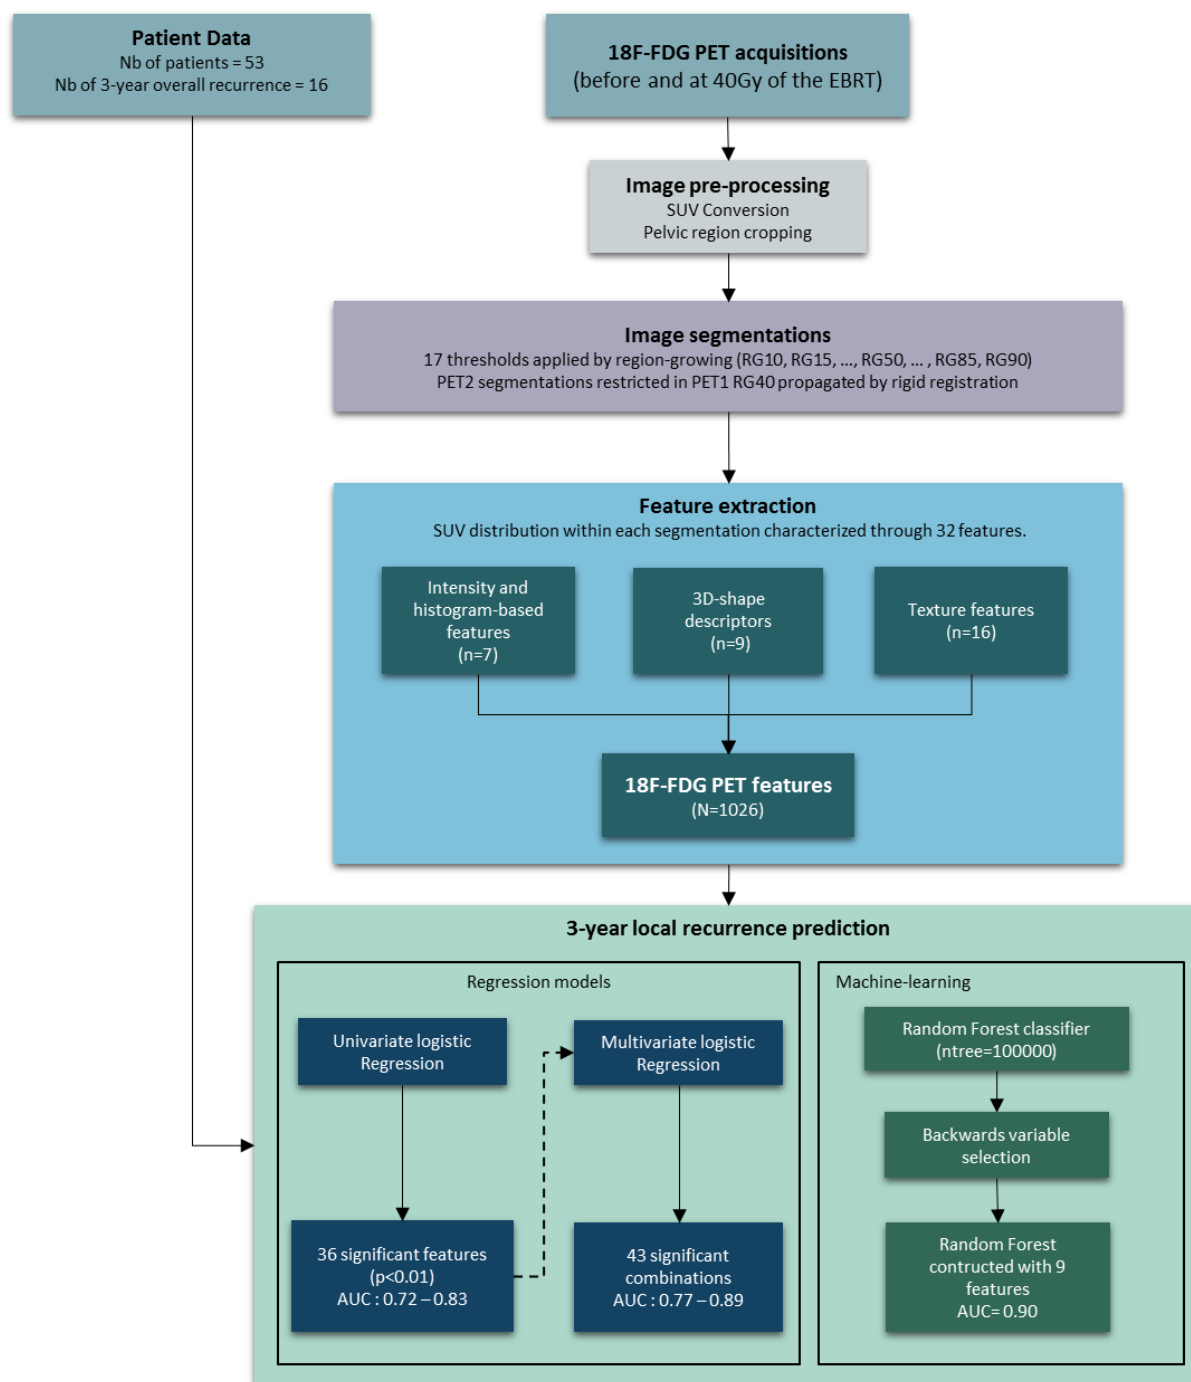 Patient Data
Nb of patients = 53
Nb of 3-year overall recurrence = 16
18F-FDG PET acquisitions
(before and at 40Gy of the EBRT)
Image pre-processing
SUV Conversion
Pelvic region cropping
Image segmentations
17 thresholds applied by region-growing (RG10, RG15, ..., RG50, ... , RG85, RG90)
PET2 segmentations restricted in PET1 RG40 propagated by rigid registration
Feature extraction
SUV distribution within each segmentation characterized through 32 features.
Intensity and
histogram-based
features
(n=7)
3D-shape
descriptors
(n=9)
Texture features
(n=16)
18F-FDG PET features
(N=1026)
3-year local recurrence prediction
Regression models
Univariate logistic
Regression
Multivariate logistic
Regression
36 significant features
(p<0.01)
AUC : 0.72 – 0.83
43 significant
combinations
AUC : 0.77 – 0.89
Machine-learning
Random Forest classifier
(ntree=100000)
Backwards variable
selection
Random Forest
contructed with 9
features
AUC= 0.90